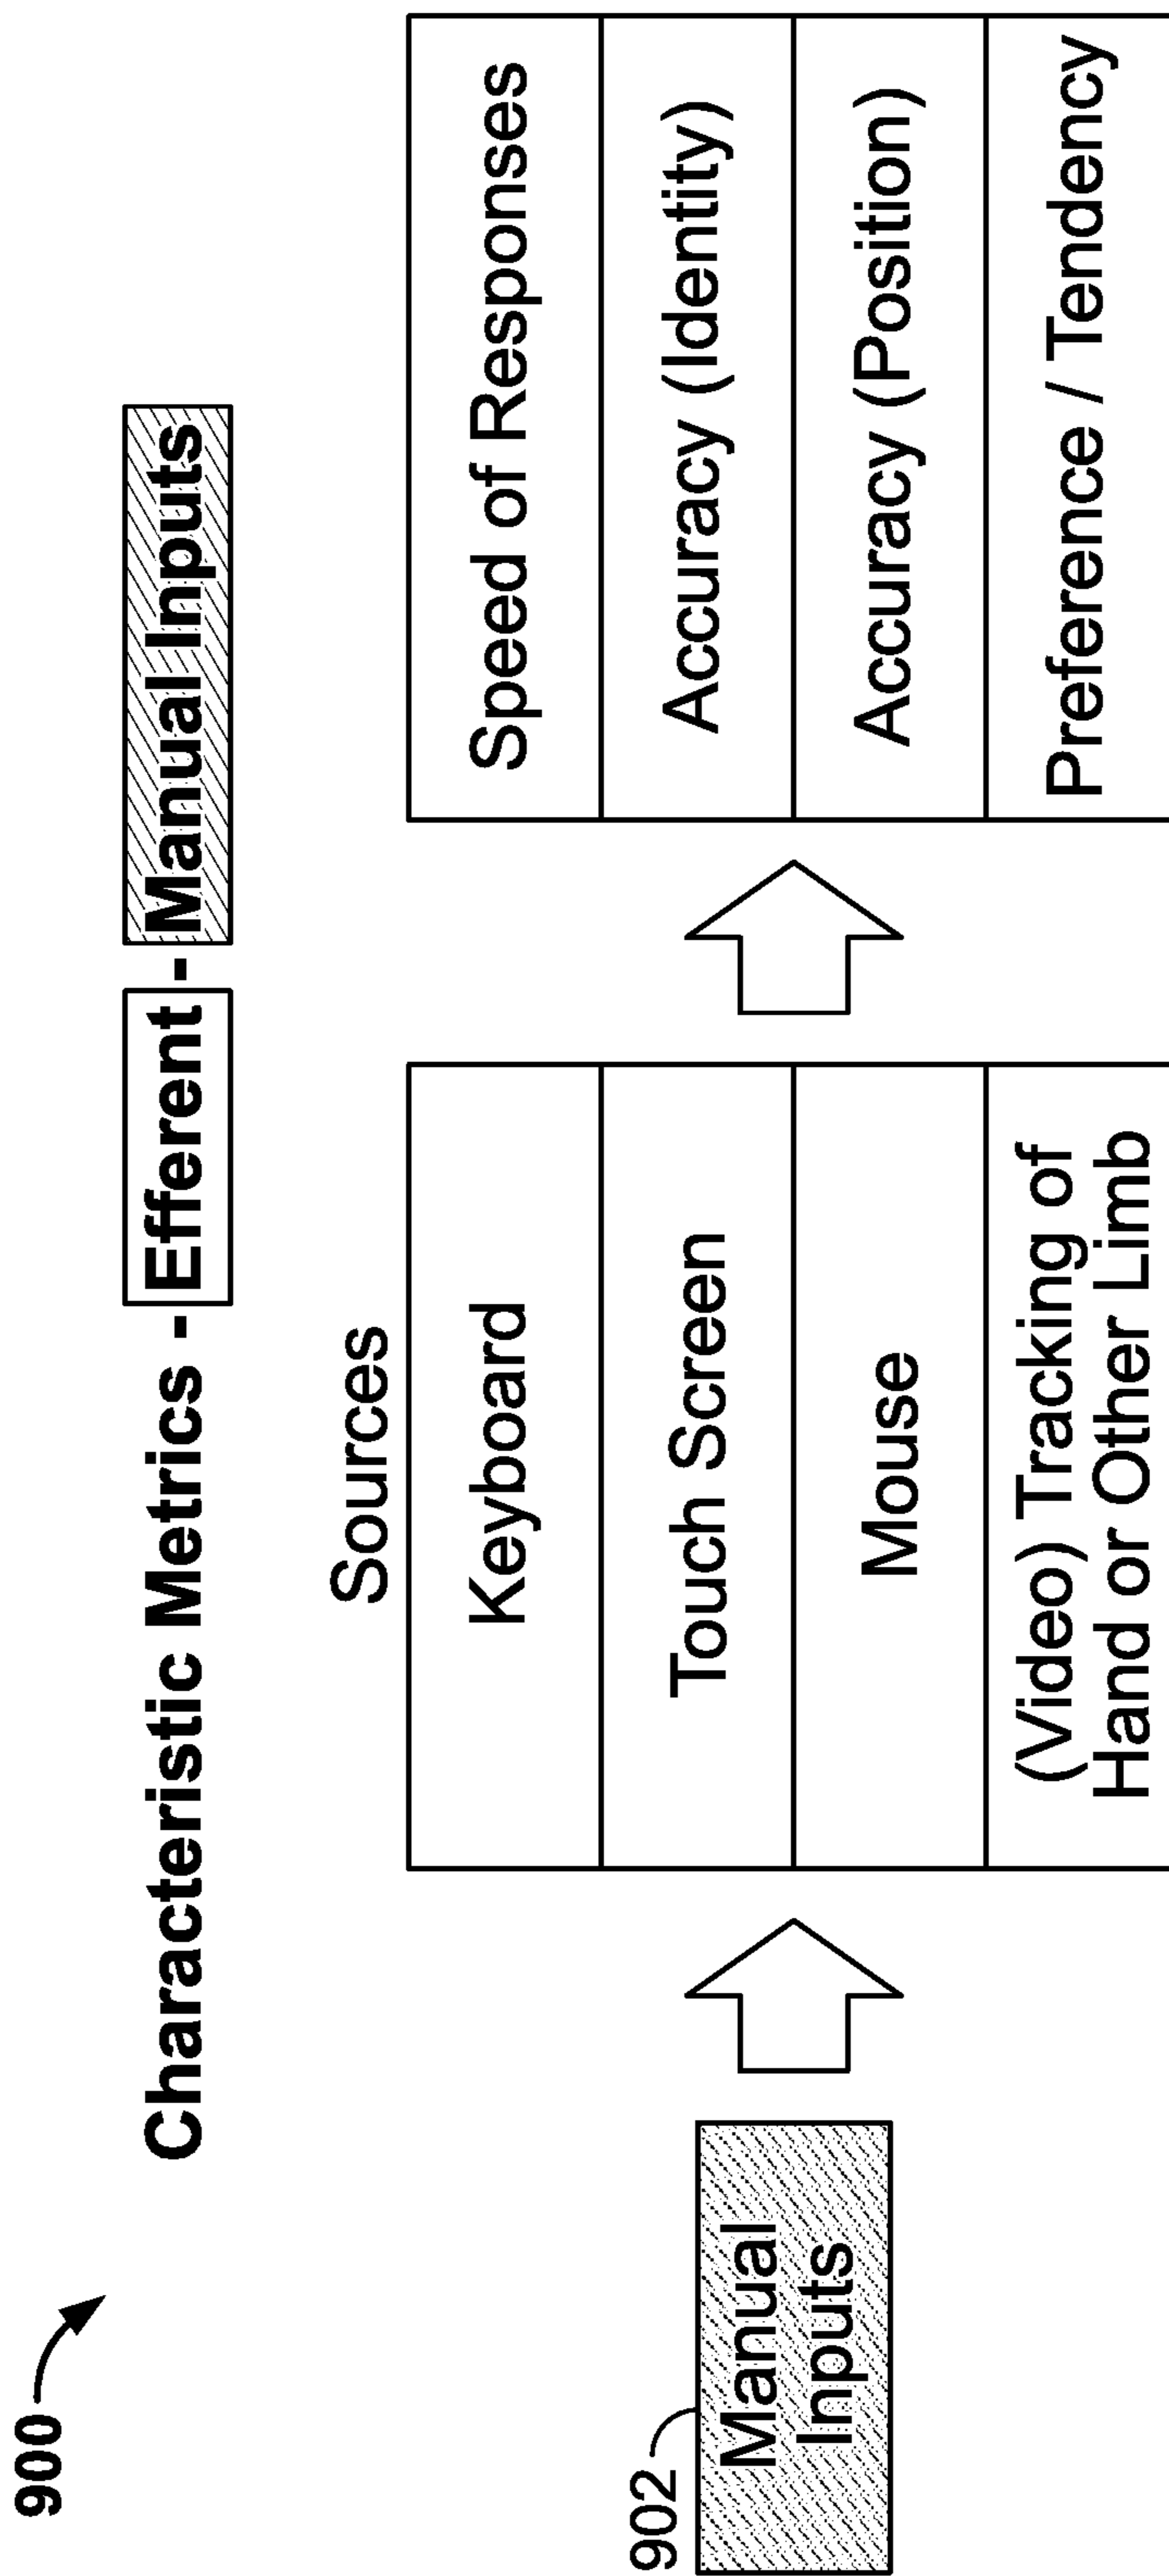 900
Characteristic Metrics - Efferent - Manual Inputs
902
Manual
Inputs
Sources
Keyboard
Touch Screen
Mouse
(Video) Tracking of
Hand or Other Limb
Speed of Responses
Accuracy (Identity)
Accuracy (Position)
Preference / Tendency